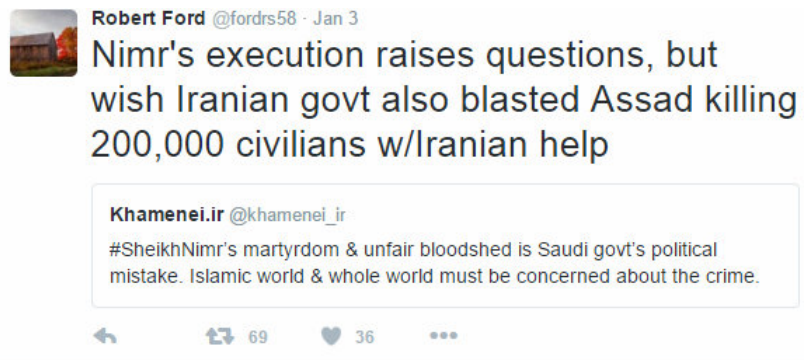 Robert Ford @fordrs58 · Jan 3
Nimr's execution raises questions, but
wish Iranian govt also blasted Assad killing
200,000 civilians w/Iranian help
Khamenei.ir @khamenei_ir
#SheikhNimr's martyrdom & unfair bloodshed is Saudi govt's political
mistake. Islamic world & whole world must be concerned about the crime.
69 36